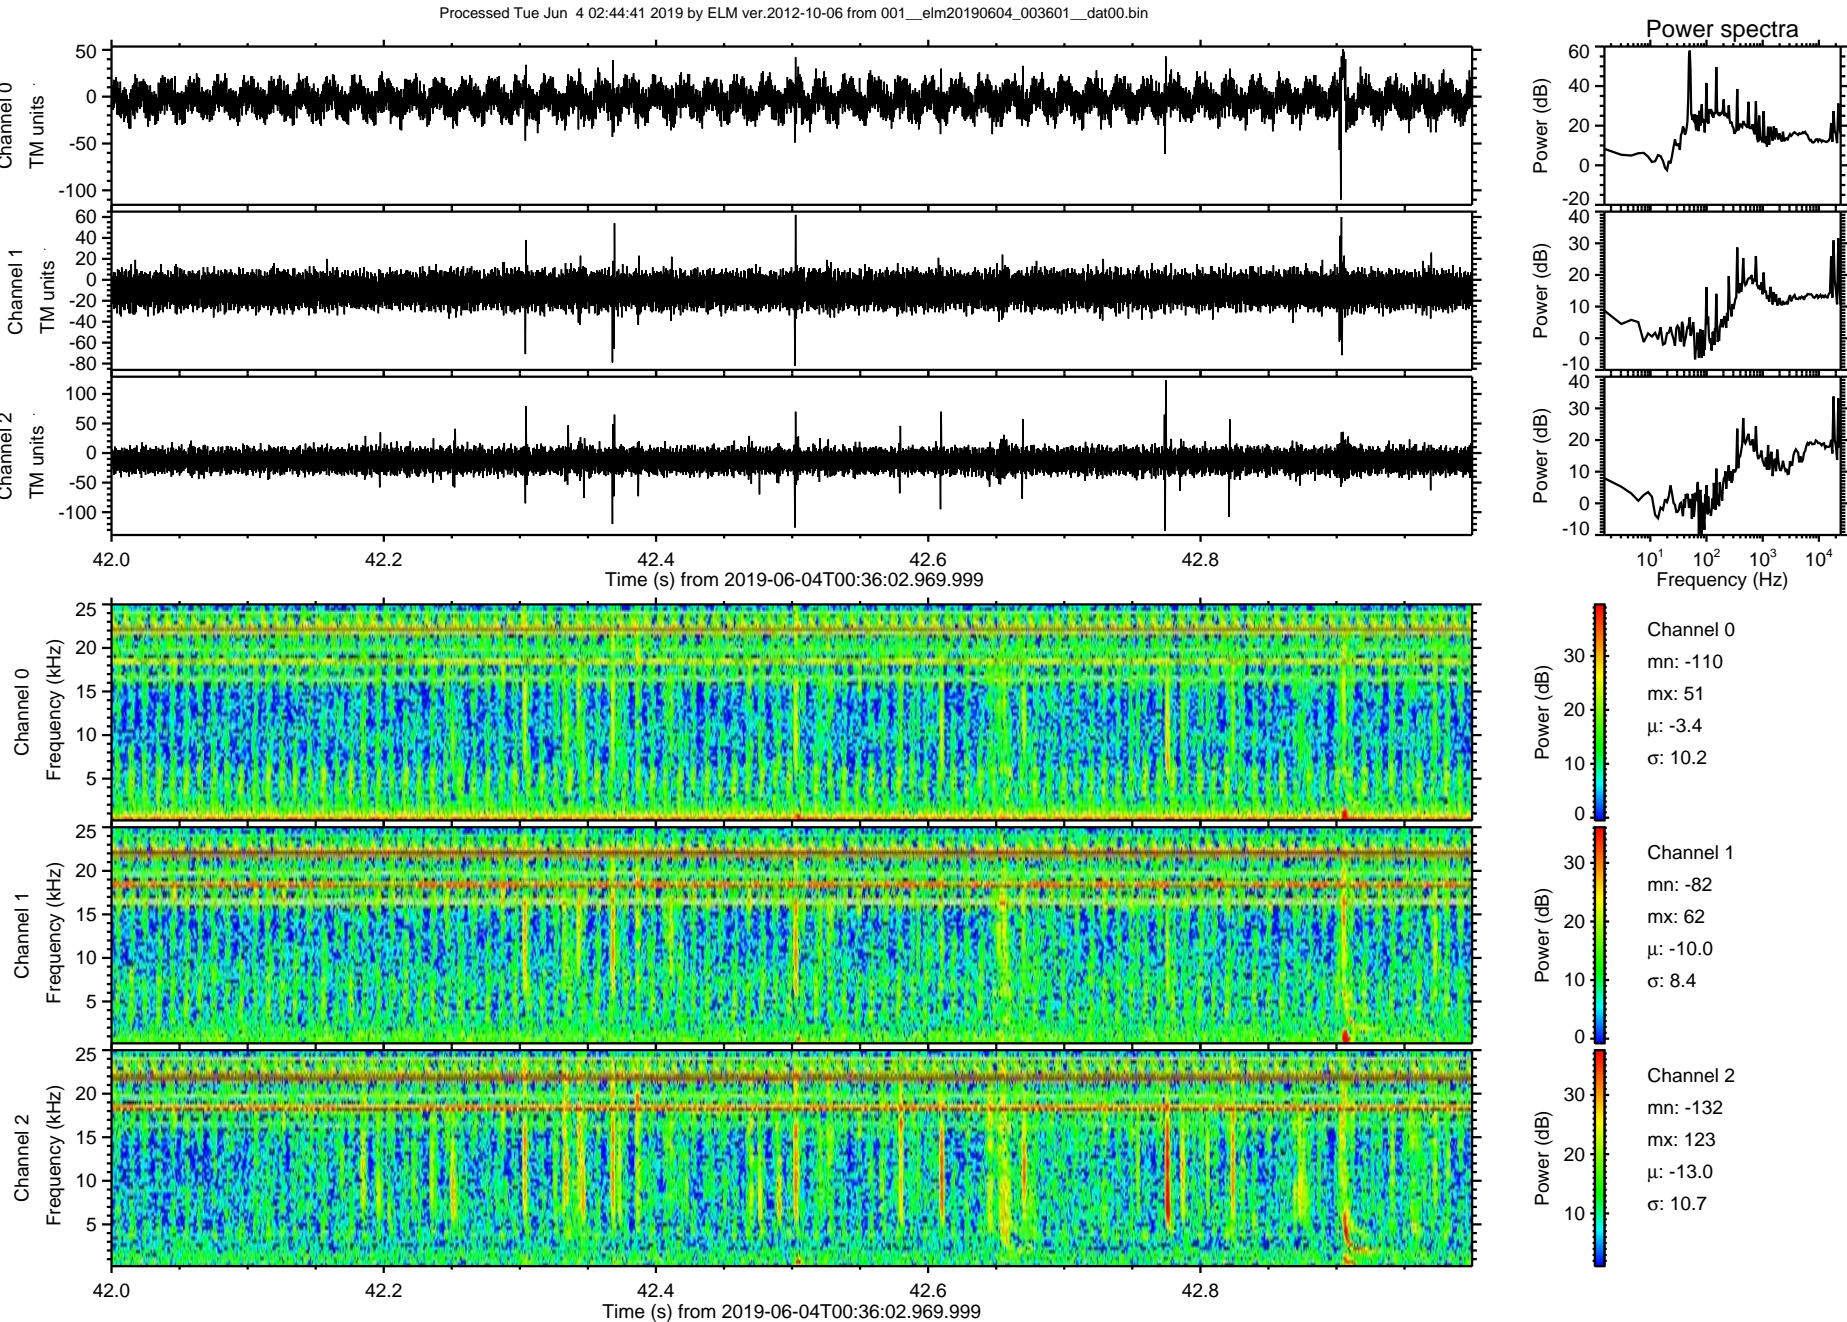 Processed Tue Jun  4 02:44:41 2019 by ELM ver.2012-10-06 from 001__elm20190604_003601__dat00.bin
Power spectra
Channel 0
TM units
50
0
-50
-100
Power (dB)
60
40
20
0
-20
Channel 1
TM units
60
40
20
0
-20
-40
-60
-80
Power (dB)
40
30
20
10
0
-10
Channel 2
TM units
100
50
0
-50
-100
Power (dB)
40
30
20
10
0
-10
42.0 42.2 42.4 42.6 42.8
Time (s) from 2019-06-04T00:36:02.969.999
10¹ 10² 10³ 10⁴
Frequency (Hz)
Channel 0
Frequency (kHz)
25
20
15
10
5
Power (dB)
30
20
10
0
Channel 0
mn: -110
mx: 51
μ: -3.4
σ: 10.2
Channel 1
Frequency (kHz)
25
20
15
10
5
Power (dB)
30
20
10
0
Channel 1
mn: -82
mx: 62
μ: -10.0
σ: 8.4
Channel 2
Frequency (kHz)
25
20
15
10
5
Power (dB)
30
20
10
Channel 2
mn: -132
mx: 123
μ: -13.0
σ: 10.7
42.0 42.2 42.4 42.6 42.8
Time (s) from 2019-06-04T00:36:02.969.999